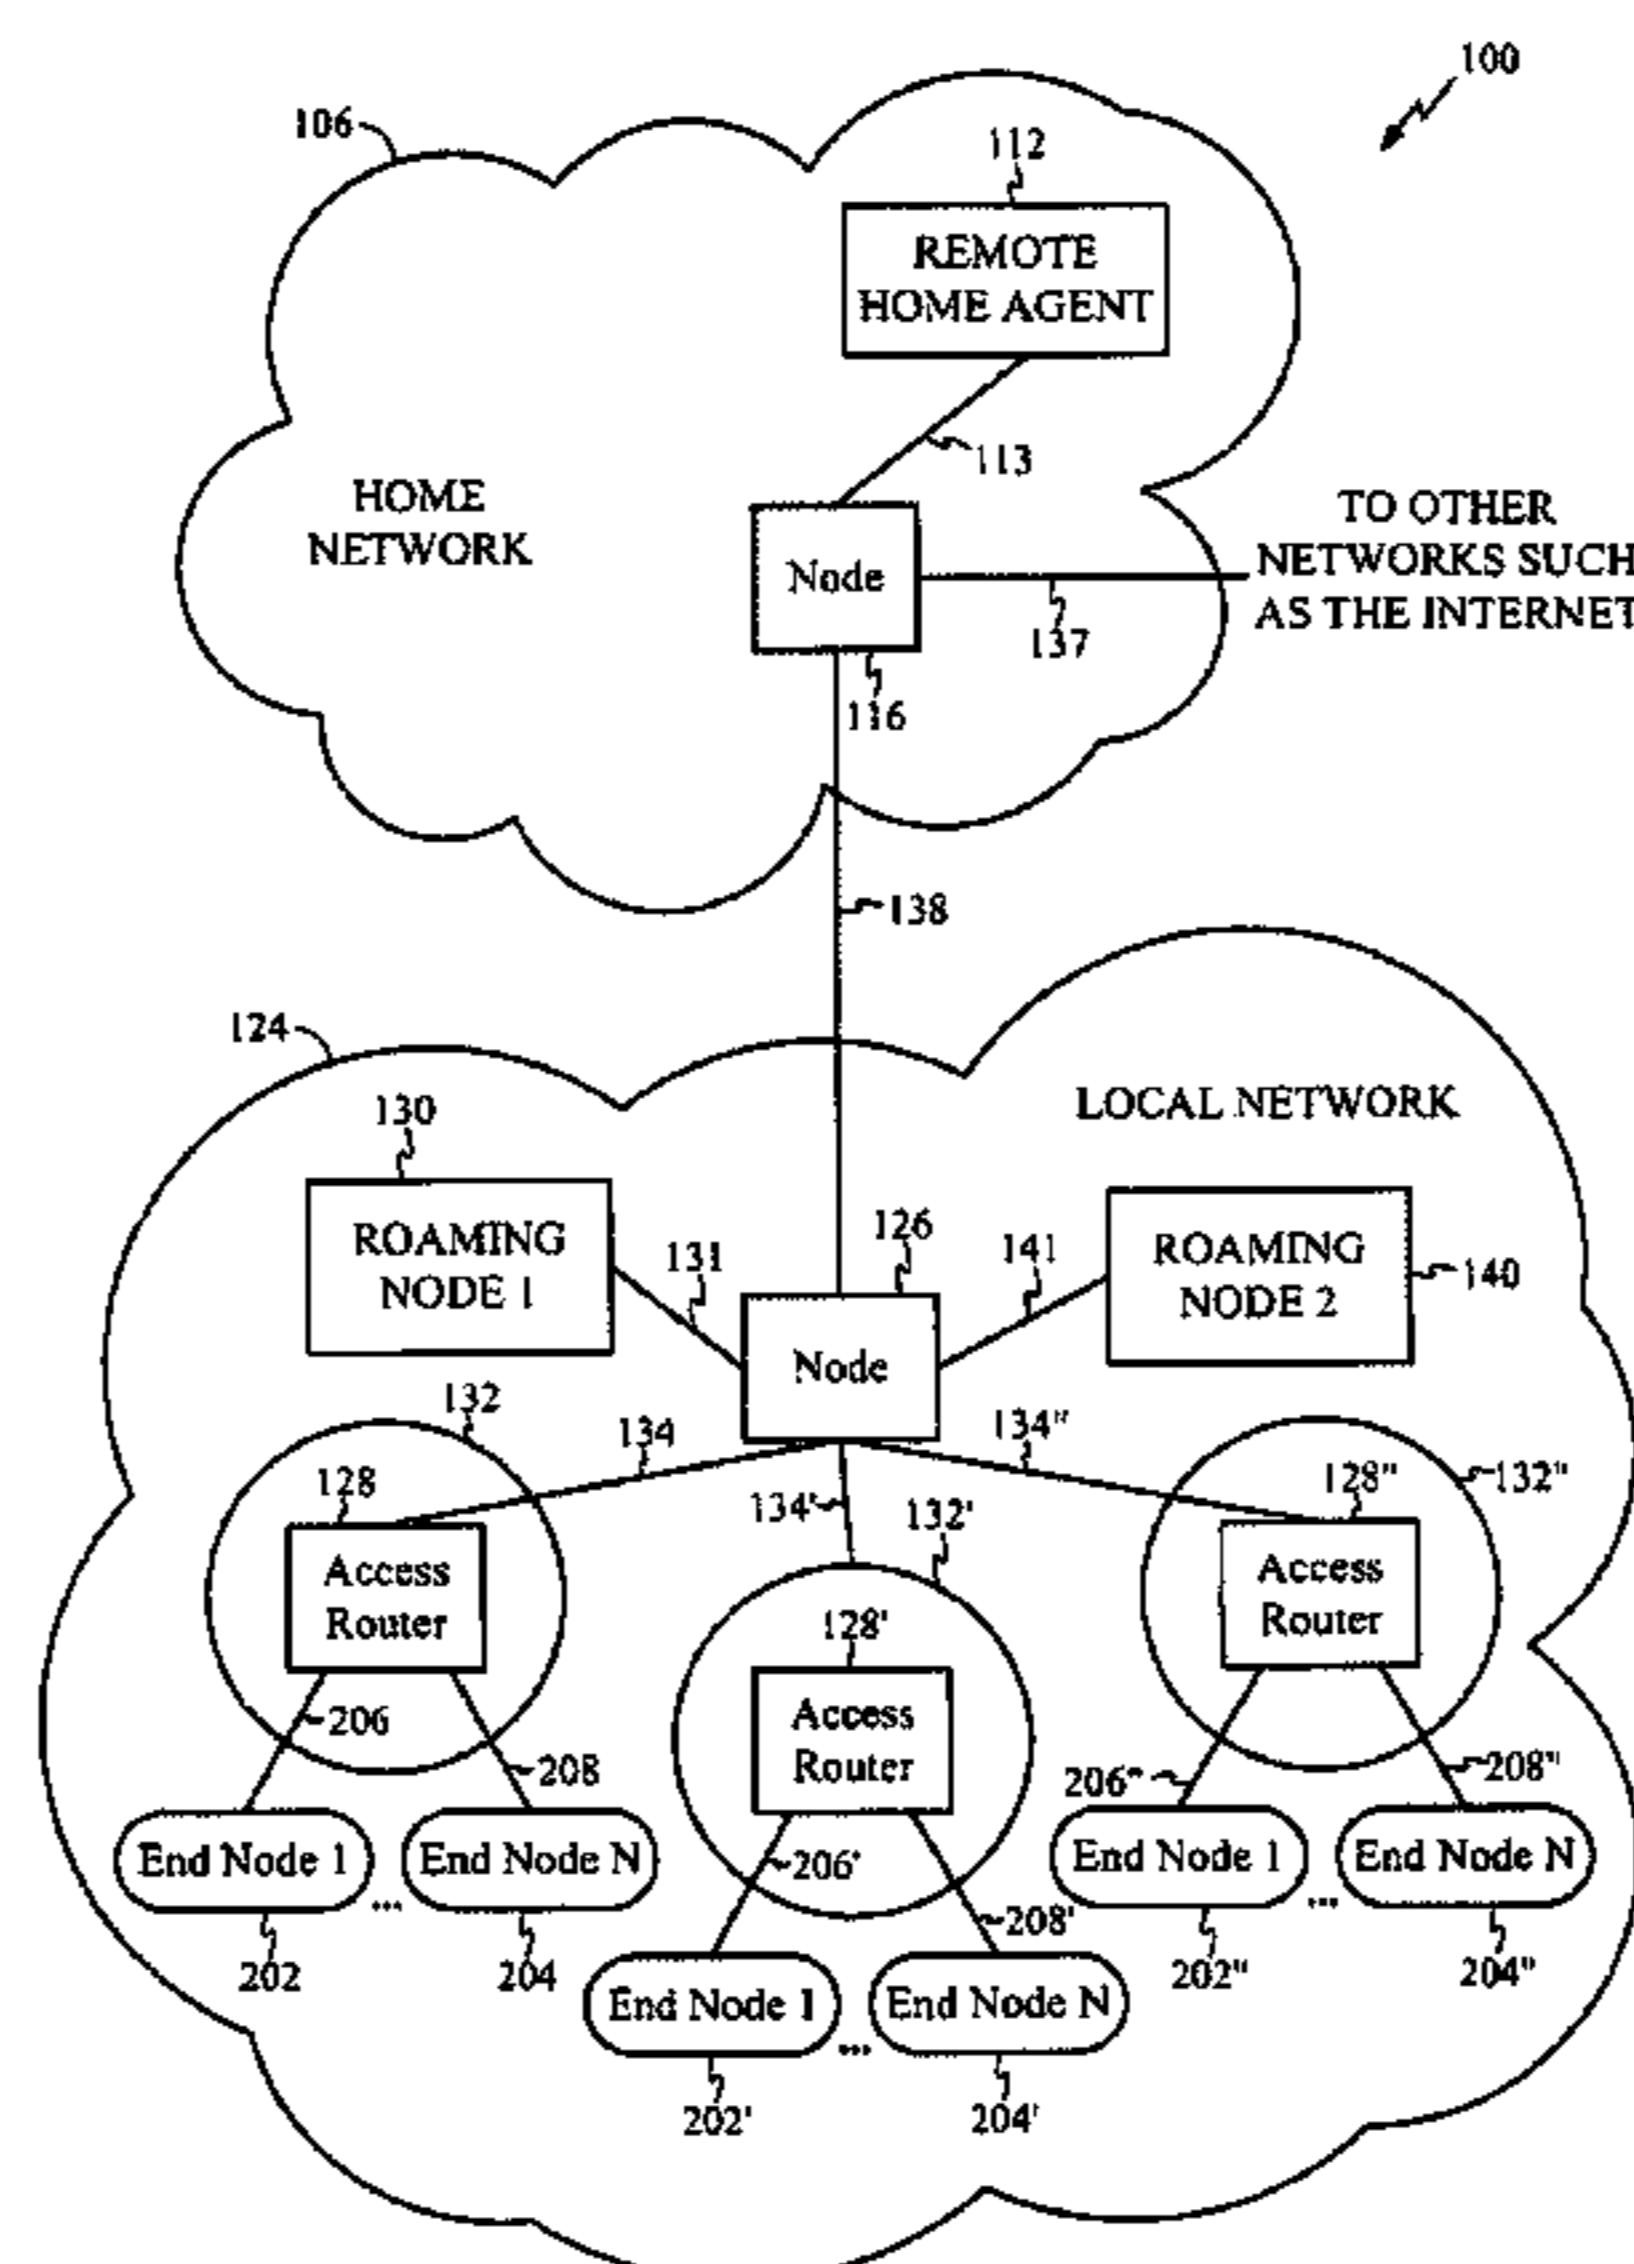 100
106
112
REMOTE
HOME AGENT
113
HOME
NETWORK
Node
TO OTHER
NETWORKS SUCH
AS THE INTERNET
137
116
138
124
LOCAL NETWORK
130
ROAMING
NODE 1
131
126
141
ROAMING
NODE 2
140
Node
132
134
134"
128
134'
132'
128"
132"
Access
Router
128'
Access
Router
Access
Router
206
208
206'
208'
206"
208"
End Node 1
...
End Node N
202
204
End Node 1
...
End Node N
202'
204'
End Node 1
...
End Node N
202"
204"